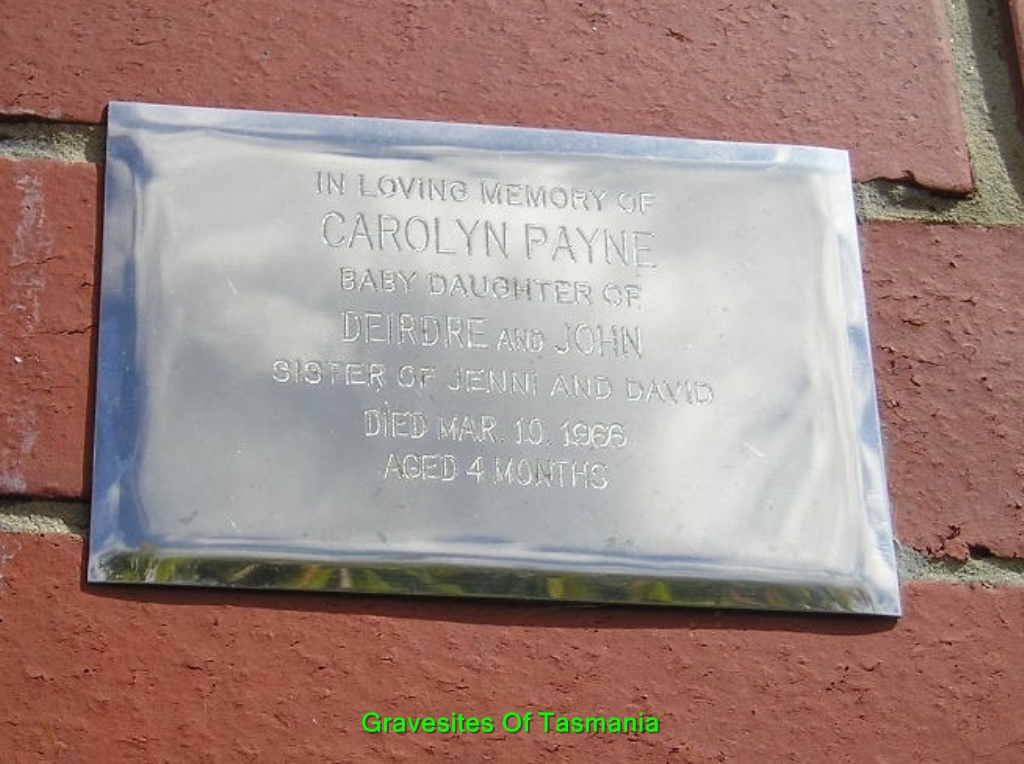 IN LOVING MEMORY OF
CAROLYN PAYNE
BABY DAUGHTER OF
DEIRDRE AND JOHN
SISTER OF JENNI AND DAVID
DIED MAR. 10. 1966
AGED 4 MONTHS
Gravesites Of Tasmania